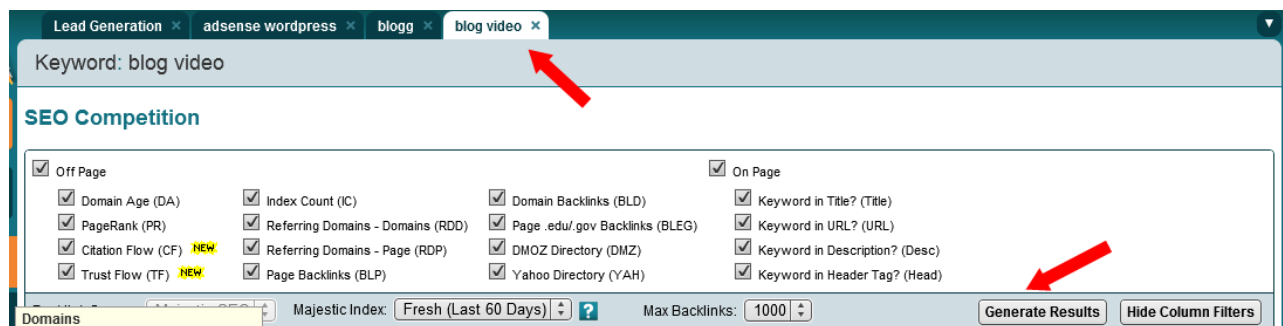 Lead Generation × adsense wordpress × blogg × blog video ×
Keyword: blog video
SEO Competition
Off Page On Page
Domain Age (DA) Index Count (IC) Domain Backlinks (BLD) Keyword in Title? (Title)
PageRank (PR) Referring Domains - Domains (RDD) Page .edu/.gov Backlinks (BLEG) Keyword in URL? (URL)
Citation Flow (CF) NEW Referring Domains - Page (RDP) DMOZ Directory (DMZ) Keyword in Description? (Desc)
Trust Flow (TF) NEW Page Backlinks (BLP) Yahoo Directory (YAH) Keyword in Header Tag? (Head)
Majestic Index: Fresh (Last 60 Days) ? Max Backlinks: 1000 Generate Results Hide Column Filters
Domains